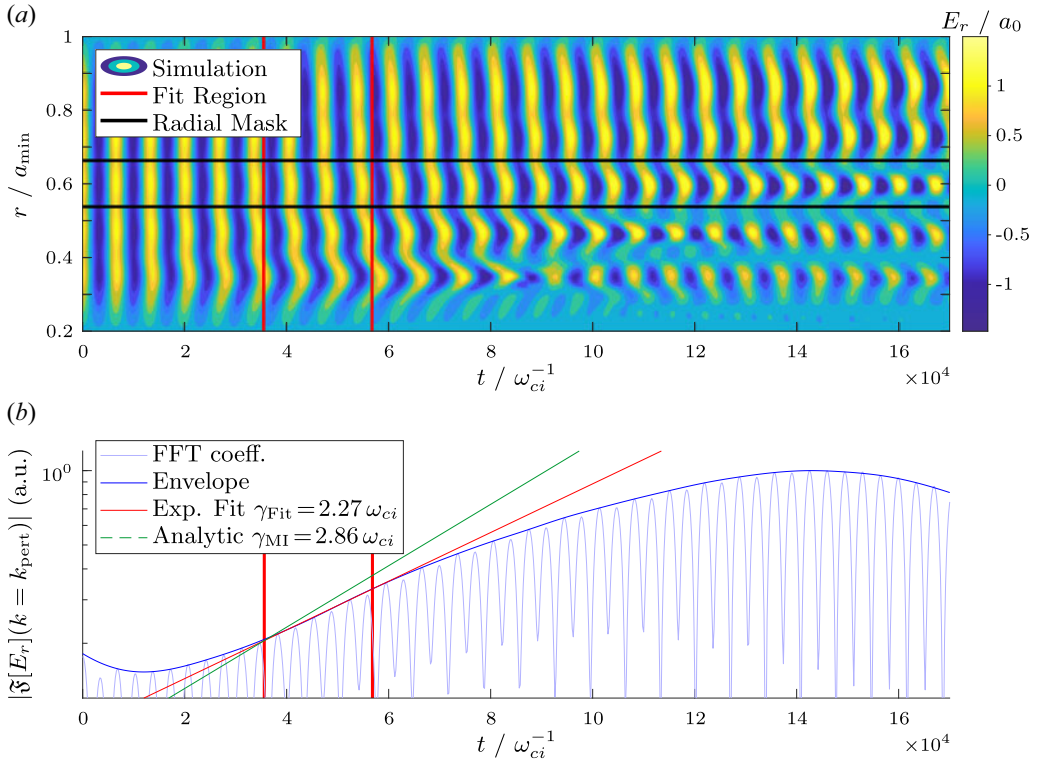 (a)
E_r / a_0
Simulation
Fit Region
Radial Mask
r / a_min
1
0.8
0.6
0.4
0.2
0 2 4 6 8 10 12 14 16
×10^4
t / ω_ci^-1
1
0.5
0
-0.5
-1
(b)
|𝔉[E_r](k = k_pert)| (a.u.)
10^0
FFT coeff.
Envelope
Exp. Fit γ_Fit = 2.27 ω_ci
Analytic γ_MI = 2.86 ω_ci
0 2 4 6 8 10 12 14 16
×10^4
t / ω_ci^-1